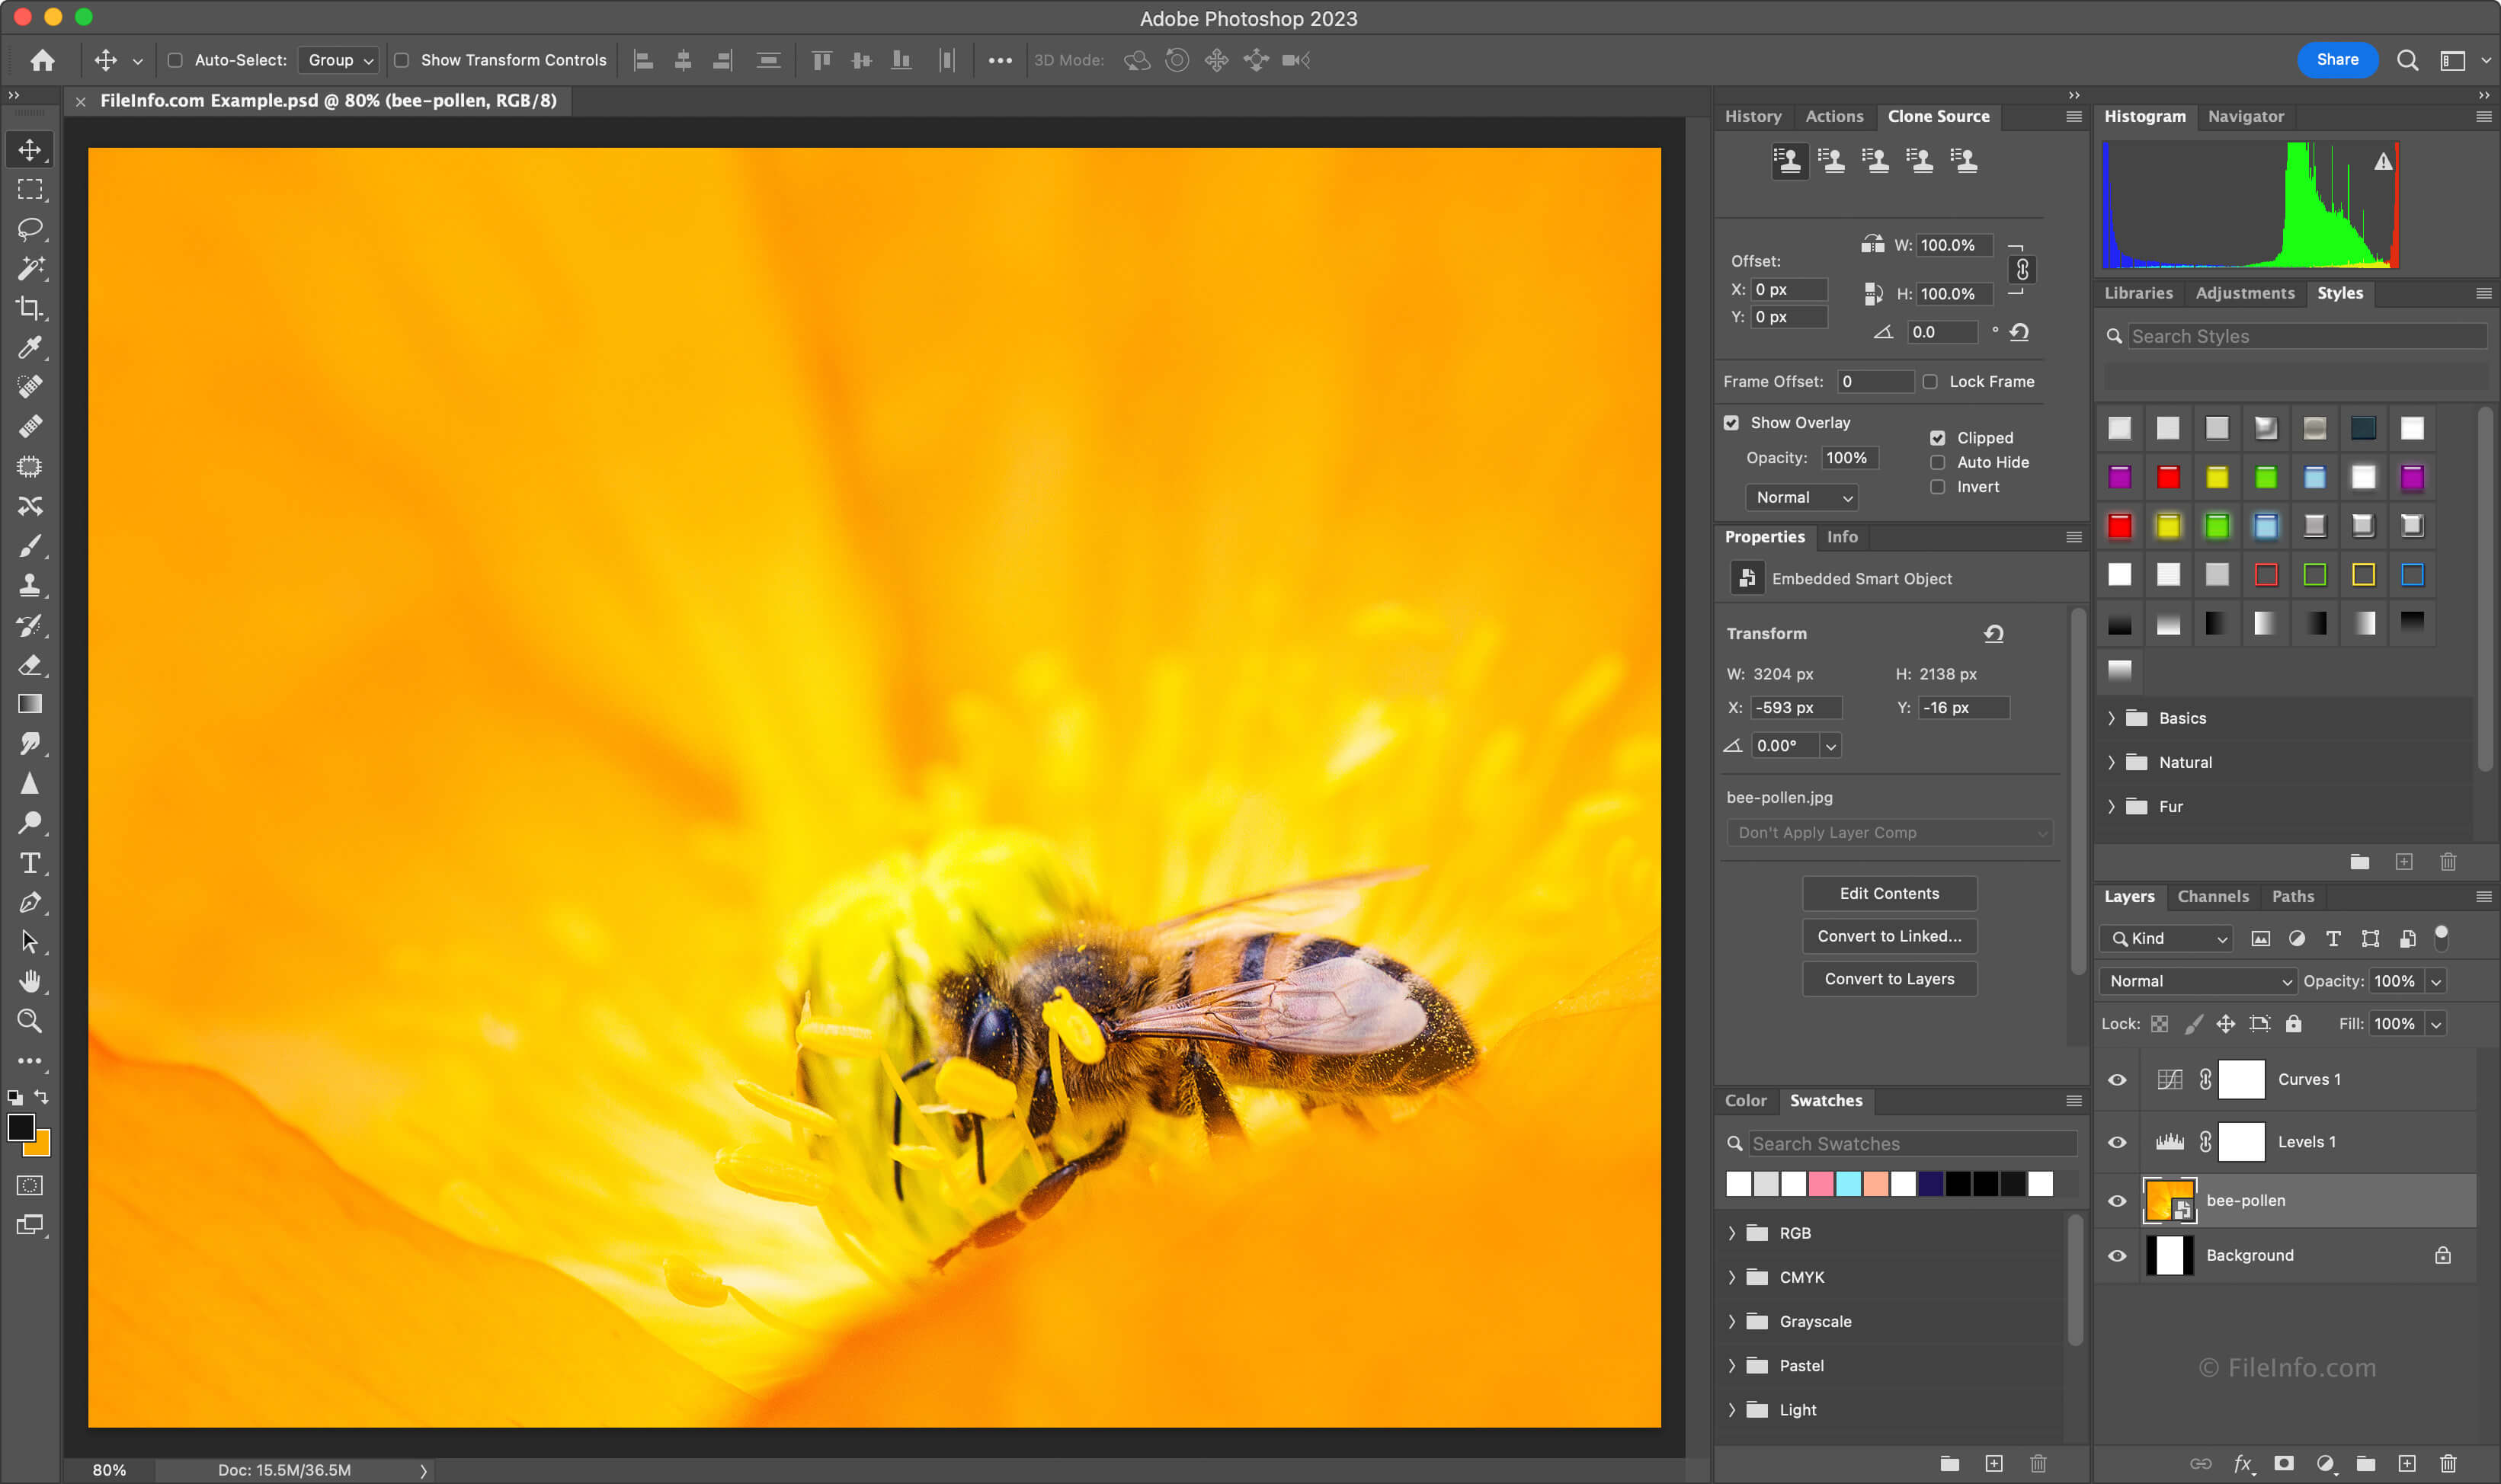 Adobe Photoshop 2023
Auto-Select: Group Show Transform Controls 3D Mode: Share
FileInfo.com Example.psd @ 80% (bee-pollen, RGB/8)
History Actions Clone Source
Offset:
X: 0 px
Y: 0 px
W: 100.0%
H: 100.0%
0.0 °
Frame Offset: 0 Lock Frame
Show Overlay
Opacity: 100%
Normal
Clipped
Auto Hide
Invert
Properties Info
Embedded Smart Object
Transform
W: 3204 px H: 2138 px
X: -593 px Y: -16 px
0.00°
bee-pollen.jpg
Don't Apply Layer Comp
Edit Contents
Convert to Linked...
Convert to Layers
Color Swatches
Search Swatches
RGB
CMYK
Grayscale
Pastel
Light
Histogram Navigator
Libraries Adjustments Styles
Search Styles
Basics
Natural
Fur
Layers Channels Paths
Kind
Normal Opacity: 100%
Lock: Fill: 100%
Curves 1
Levels 1
bee-pollen
Background
© FileInfo.com
fx
80% Doc: 15.5M/36.5M